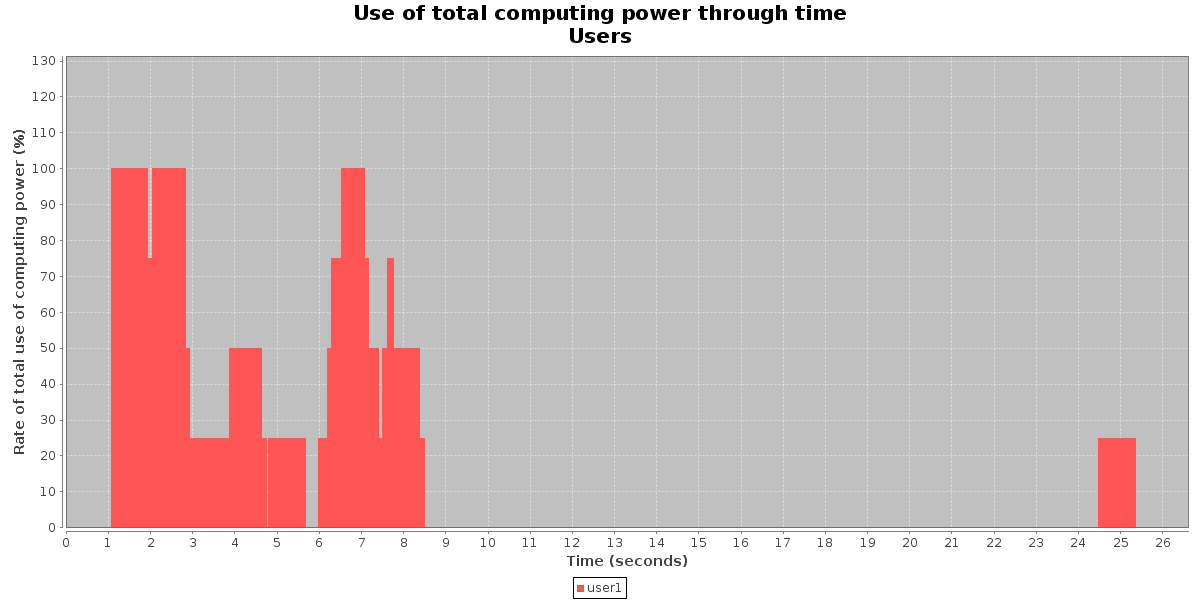 Use of total computing power through time
Users
Rate of total use of computing power (%)
130
120
110
100
90
80
70
60
50
40
30
20
10
0
0 1 2 3 4 5 6 7 8 9 10 11 12 13 14 15 16 17 18 19 20 21 22 23 24 25 26
Time (seconds)
user1